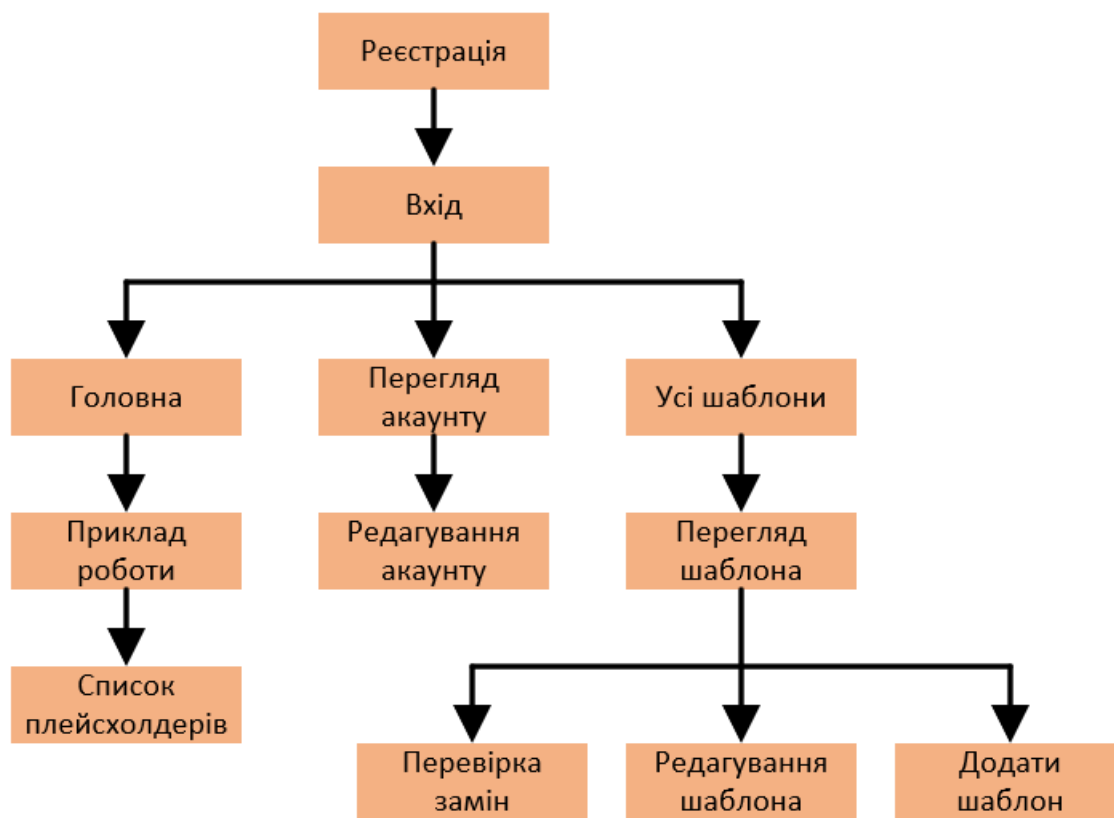 Реєстрація
Вхід
Головна
Перегляд
акаунту
Усі шаблони
Приклад
роботи
Редагування
акаунту
Перегляд
шаблона
Список
плейсхолдерів
Перевірка
замін
Редагування
шаблона
Додати
шаблон